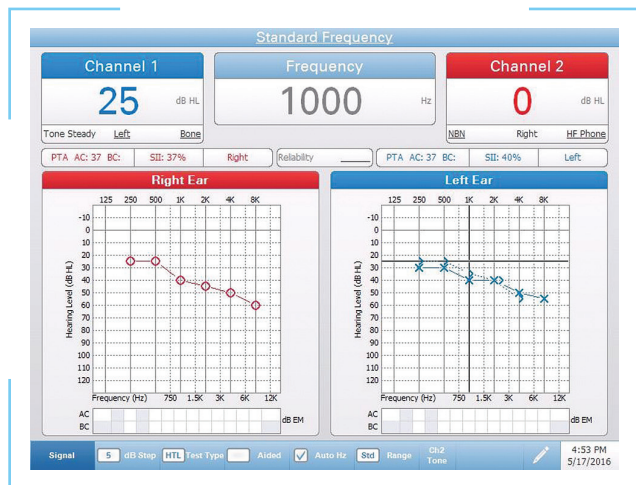 Standard Frequency
Channel 1
Frequency
Channel 2
25 dB HL
1000 Hz
0 dB HL
Tone Steady Left Bone
NBN Right HF Phone
PTA AC: 37 BC: SII: 37% Right
Reliability
PTA AC: 37 BC: SII: 40% Left
Right Ear
125 250 500 1K 2K 4K 8K
Hearing Level (dB HL)
-10
0
10
20
30
40
50
60
70
80
90
100
110
120
Frequency (Hz) 750 1.5K 3K 6K 12K
AC
BC
dB EM
Left Ear
125 250 500 1K 2K 4K 8K
Hearing Level (dB HL)
-10
0
10
20
30
40
50
60
70
80
90
100
110
120
Frequency (Hz) 750 1.5K 3K 6K 12K
AC
BC
dB EM
Signal 5 dB Step HTL Test Type Aided Auto Hz Std Range Ch2 Tone
4:53 PM
5/17/2016